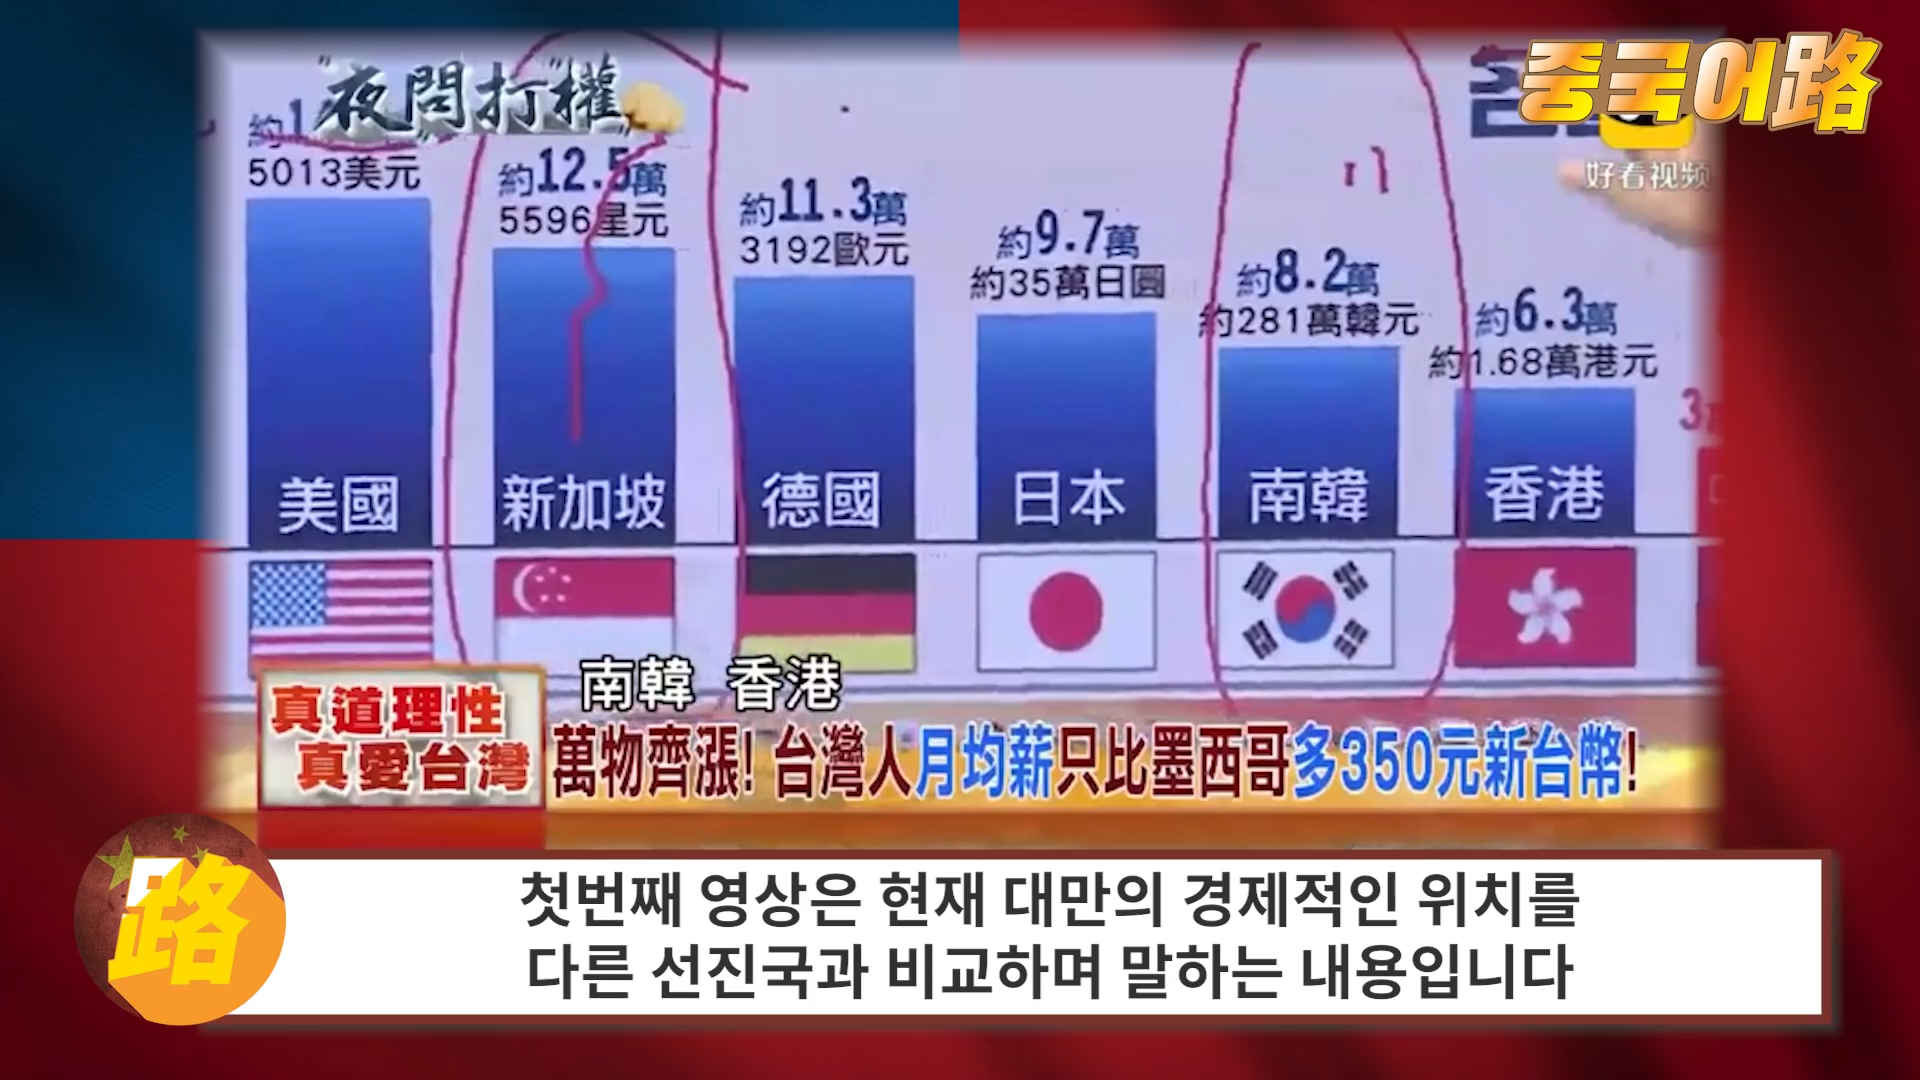 "夜問打權"
중국어路
好看视频
約1
5013美元
約12.5萬
5596星元
約11.3萬
3192歐元
約9.7萬
約35萬日圓
約8.2萬
約281萬韓元
約6.3萬
約1.68萬港元
美國
新加坡
德國
日本
南韓
香港
南韓 香港
真道理性
真愛台灣
萬物齊漲! 台灣人月均薪只比墨西哥多350元新台幣!
路
첫번째 영상은 현재 대만의 경제적인 위치를
다른 선진국과 비교하며 말하는 내용입니다